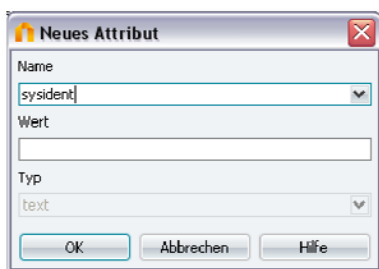 Neues Attribut
Name
sysident
Wert
Typ
text
OK Abbrechen Hilfe